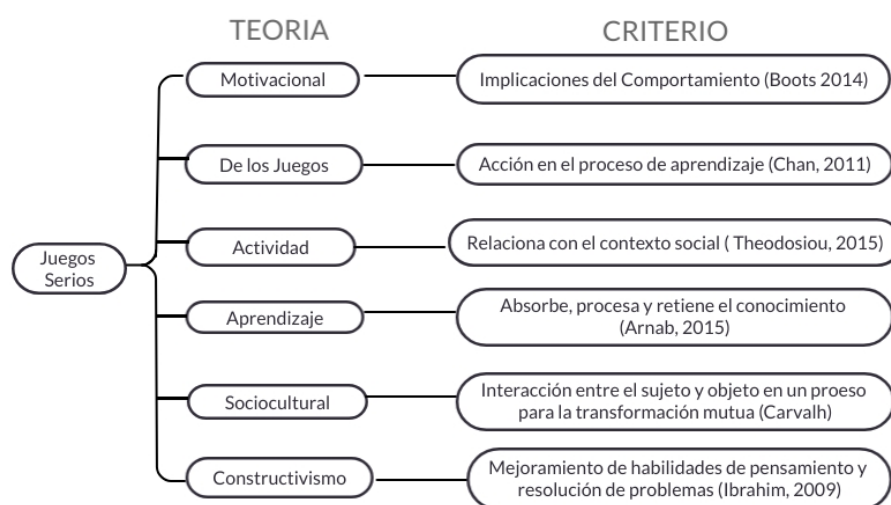 TEORIA
CRITERIO
Motivacional
Implicaciones del Comportamiento (Boots 2014)
De los Juegos
Acción en el proceso de aprendizaje (Chan, 2011)
Actividad
Relaciona con el contexto social ( Theodosiou, 2015)
Juegos
Serios
Aprendizaje
Absorbe, procesa y retiene el conocimiento
(Arnab, 2015)
Sociocultural
Interacción entre el sujeto y objeto en un proeso
para la transformación mutua (Carvalh)
Constructivismo
Mejoramiento de habilidades de pensamiento y
resolución de problemas (Ibrahim, 2009)